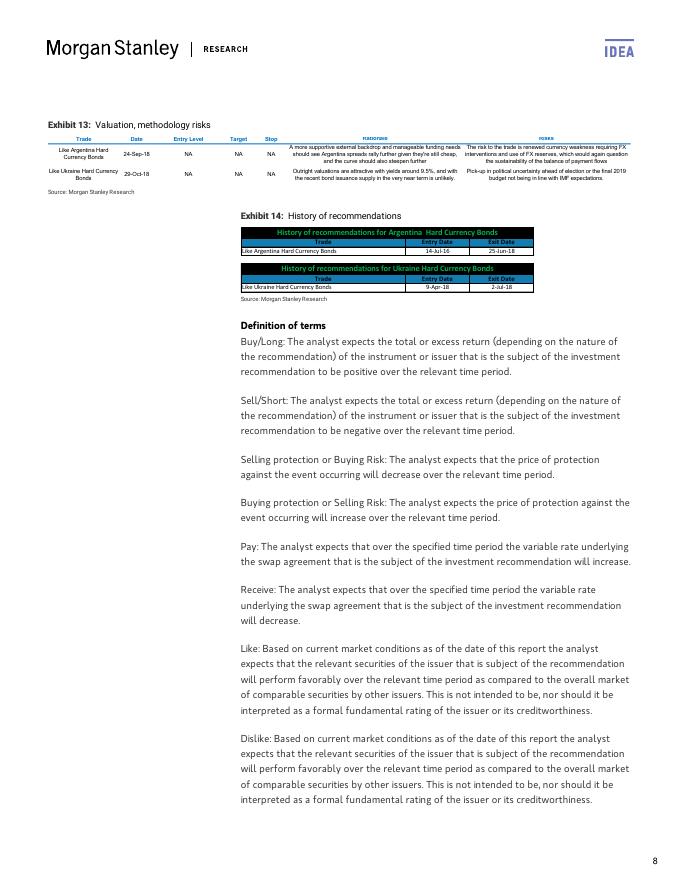 Morgan Stanley | RESEARCH
IDEA
Exhibit 13: Valuation, methodology risks
Trade Date Entry Level Target Stop Rationale Risks
Like Argentina Hard Currency Bonds 24-Sep-18 NA NA NA A more supportive external backdrop and manageable funding needs should see Argentina spreads rally further given they're still cheap, and the curve should also steepen further The risk to the trade is renewed currency weakness requiring FX interventions and use of FX reserves, which would again question the sustainability of the balance of payment flows
Like Ukraine Hard Currency Bonds 29-Oct-18 NA NA NA Outright valuations are attractive with yields around 9.5%, and with the recent bond issuance supply in the very near term is unlikely. Pick-up in political uncertainty ahead of election or the final 2019 budget not being in line with IMF expectations.
Source: Morgan Stanley Research
Exhibit 14: History of recommendations
History of recommendations for Argentina Hard Currency Bonds
Trade Entry Date Exit Date
Like Argentina Hard Currency Bonds 14-Jul-16 25-Jun-18
History of recommendations for Ukraine Hard Currency Bonds
Trade Entry Date Exit Date
Like Ukraine Hard Currency Bonds 9-Apr-18 2-Jul-18
Source: Morgan Stanley Research
Definition of terms
Buy/Long: The analyst expects the total or excess return (depending on the nature of
the recommendation) of the instrument or issuer that is the subject of the investment
recommendation to be positive over the relevant time period.
Sell/Short: The analyst expects the total or excess return (depending on the nature of
the recommendation) of the instrument or issuer that is the subject of the investment
recommendation to be negative over the relevant time period.
Selling protection or Buying Risk: The analyst expects that the price of protection
against the event occurring will decrease over the relevant time period.
Buying protection or Selling Risk: The analyst expects the price of protection against the
event occurring will increase over the relevant time period.
Pay: The analyst expects that over the specified time period the variable rate underlying
the swap agreement that is the subject of the investment recommendation will increase.
Receive: The analyst expects that over the specified time period the variable rate
underlying the swap agreement that is the subject of the investment recommendation
will decrease.
Like: Based on current market conditions as of the date of this report the analyst
expects that the relevant securities of the issuer that is subject of the recommendation
will perform favorably over the relevant time period as compared to the overall market
of comparable securities by other issuers. This is not intended to be, nor should it be
interpreted as a formal fundamental rating of the issuer or its creditworthiness.
Dislike: Based on current market conditions as of the date of this report the analyst
expects that the relevant securities of the issuer that is subject of the recommendation
will perform favorably over the relevant time period as compared to the overall market
of comparable securities by other issuers. This is not intended to be, nor should it be
interpreted as a formal fundamental rating of the issuer or its creditworthiness.
8